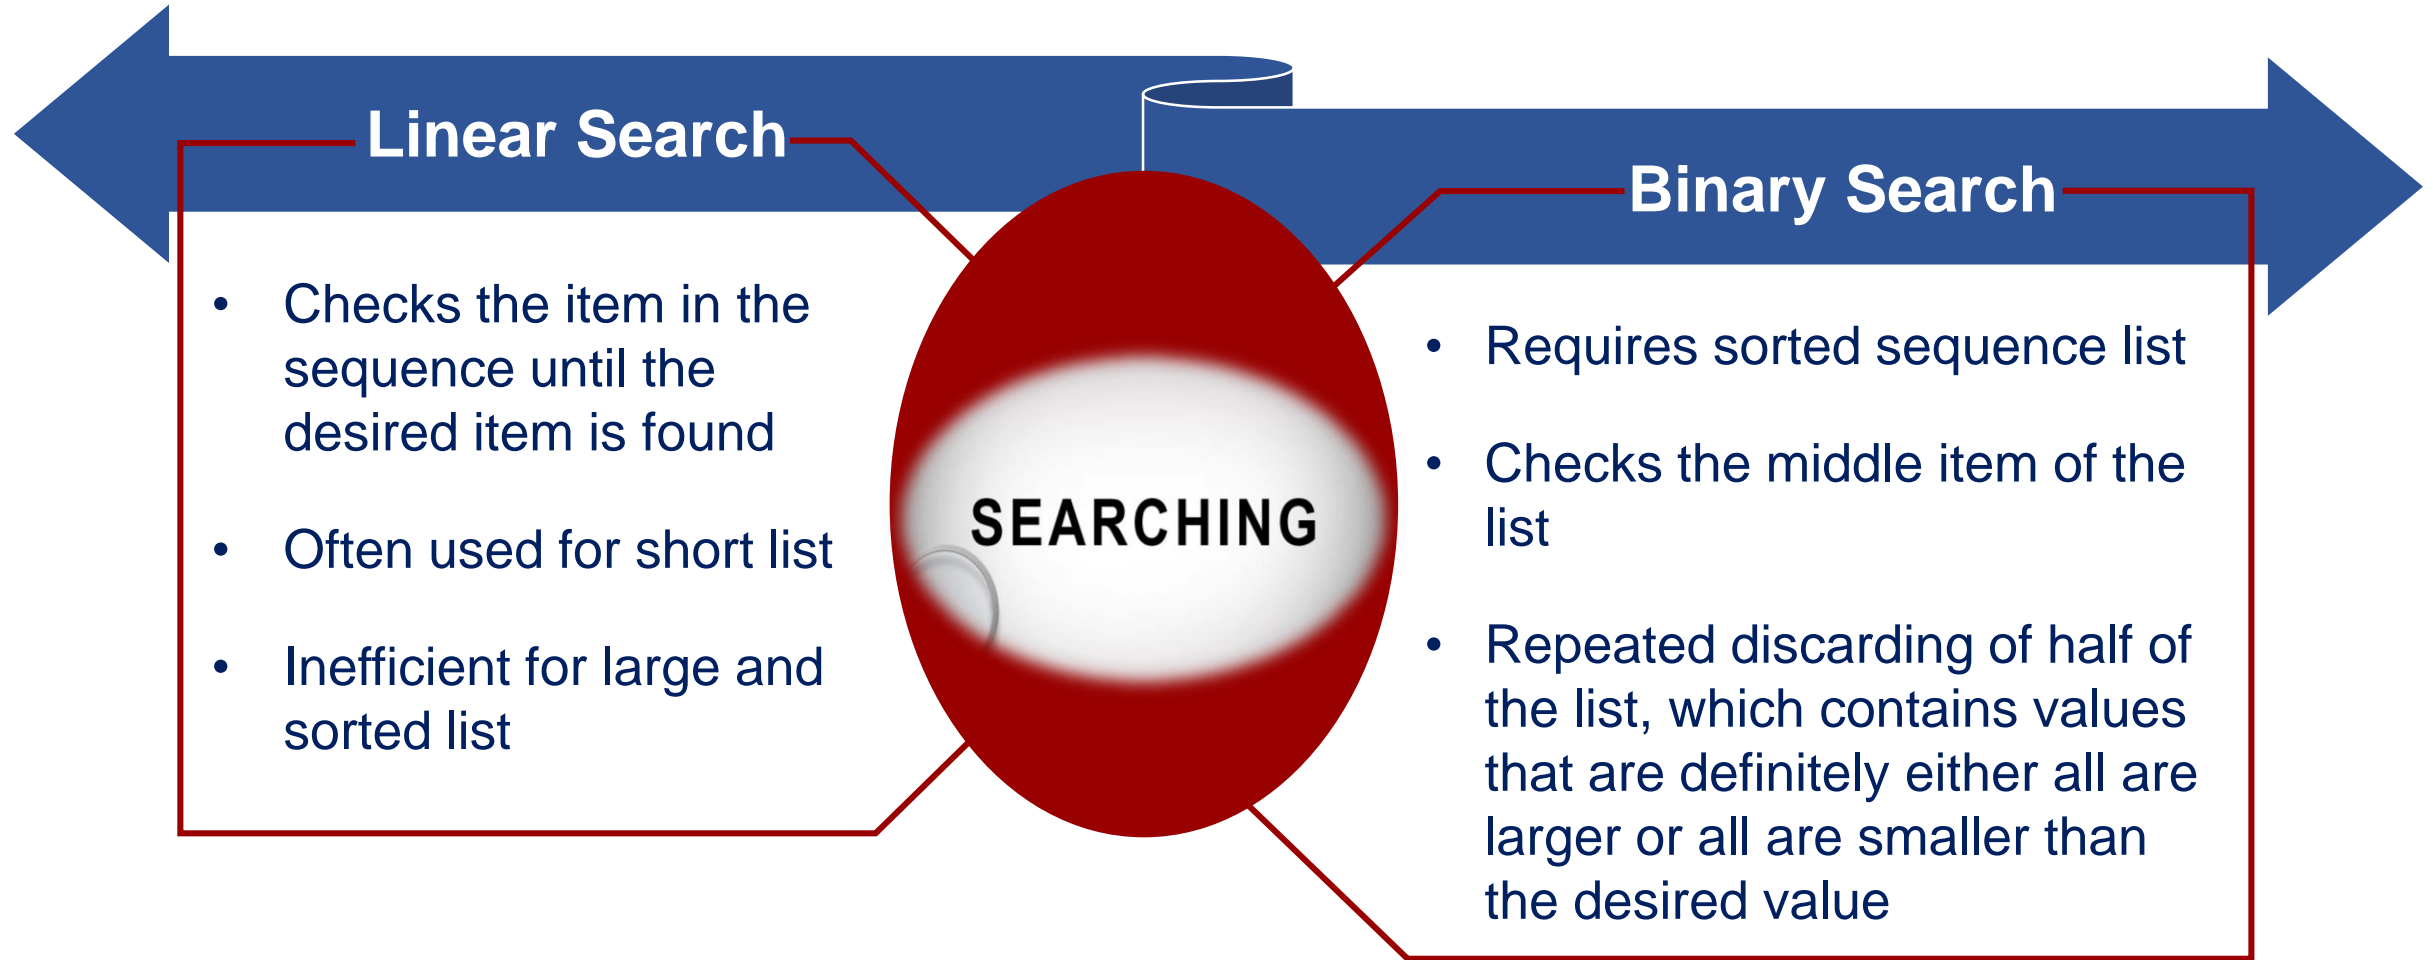 Linear Search
• Checks the item in the
sequence until the
desired item is found
• Often used for short list
• Inefficient for large and
sorted list
SEARCHING
Binary Search
• Requires sorted sequence list
• Checks the middle item of the
list
• Repeated discarding of half of
the list, which contains values
that are definitely either all are
larger or all are smaller than
the desired value